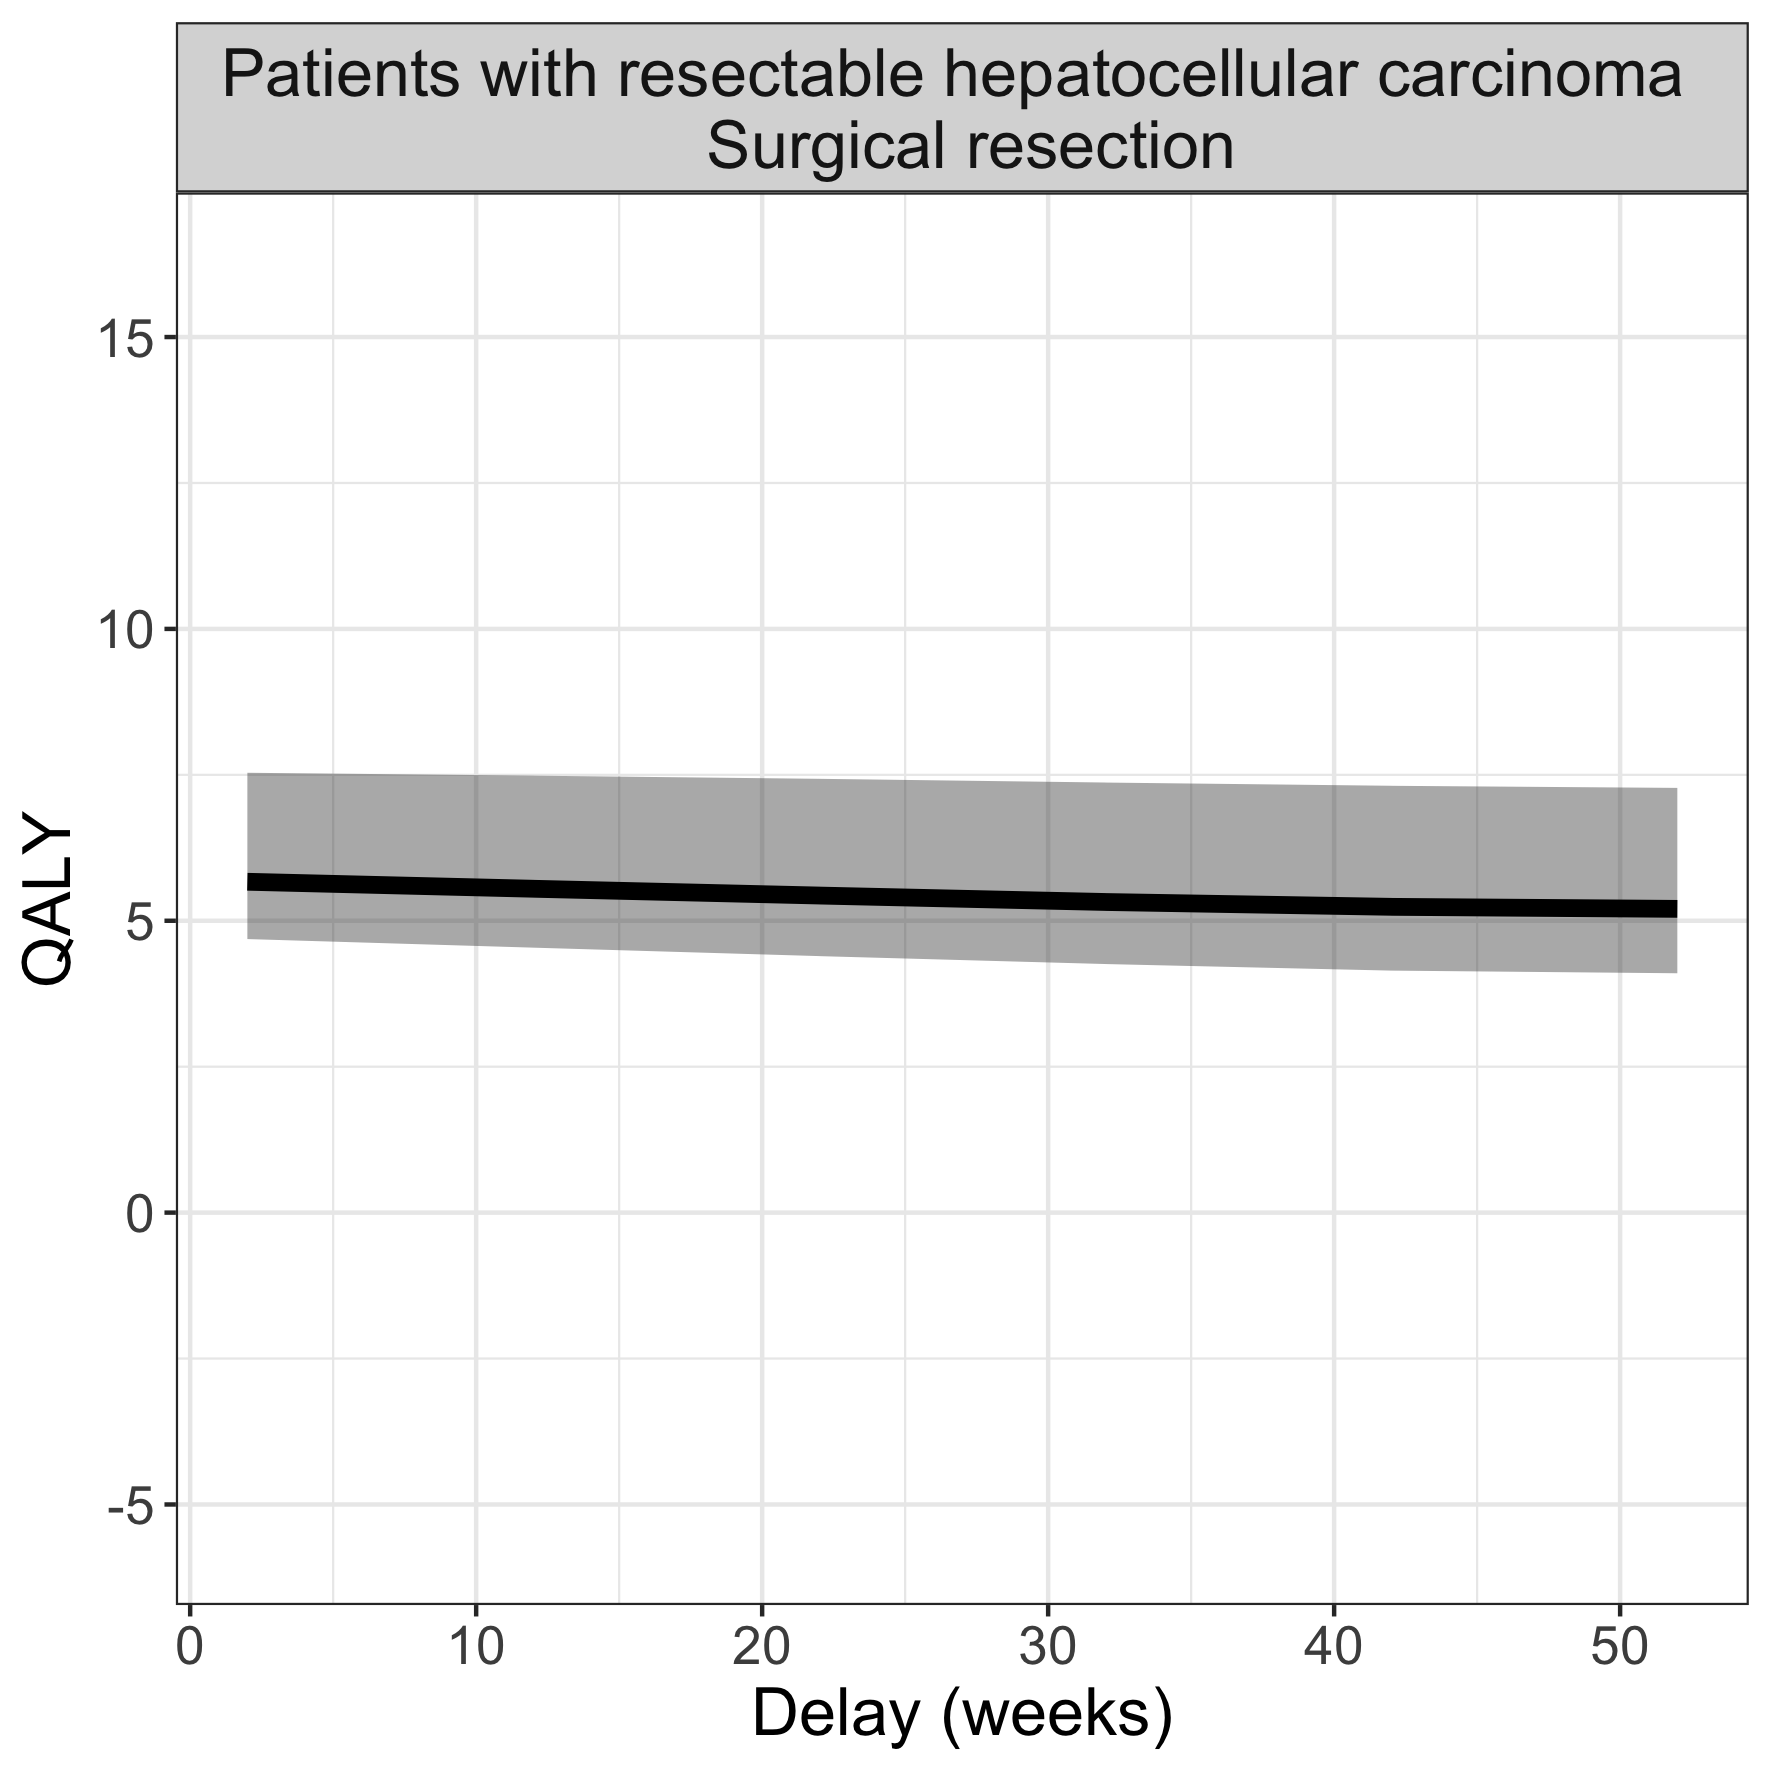 Patients with resectable hepatocellular carcinoma
Surgical resection
15
10
5
0
-5
QALY
0 10 20 30 40 50
Delay (weeks)